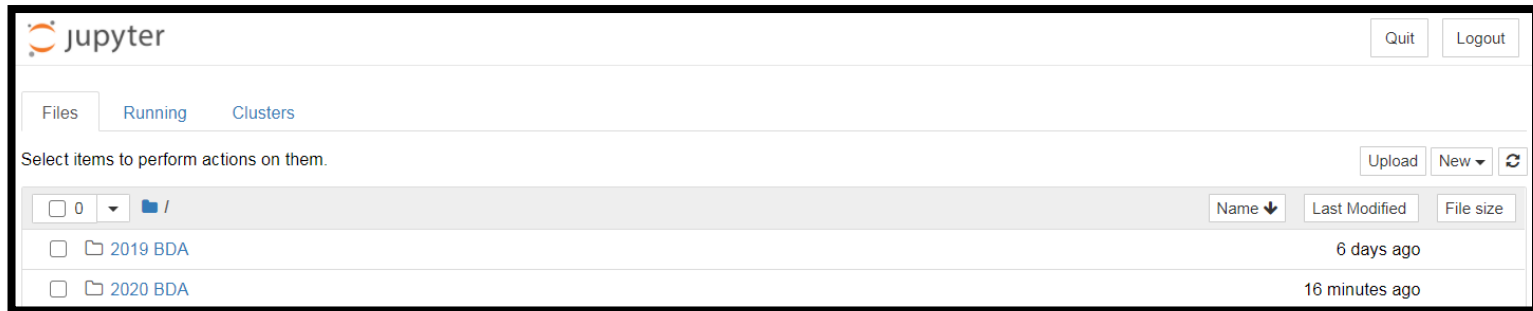 jupyter
Quit Logout
Files Running Clusters
Select items to perform actions on them.
Upload New
0 / Name Last Modified File size
2019 BDA 6 days ago
2020 BDA 16 minutes ago